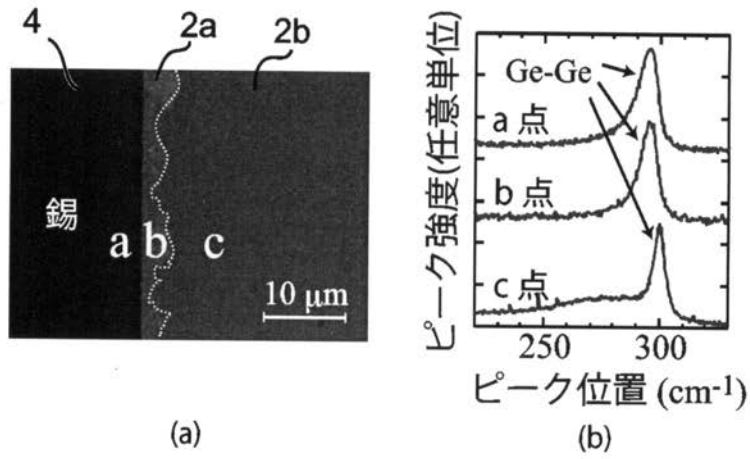 4
2a
2b
錫
a b c
10 μm
(a)
ピーク強度(任意単位)
Ge-Ge
a 点
b 点
c 点
250 300
ピーク位置 (cm-1)
(b)